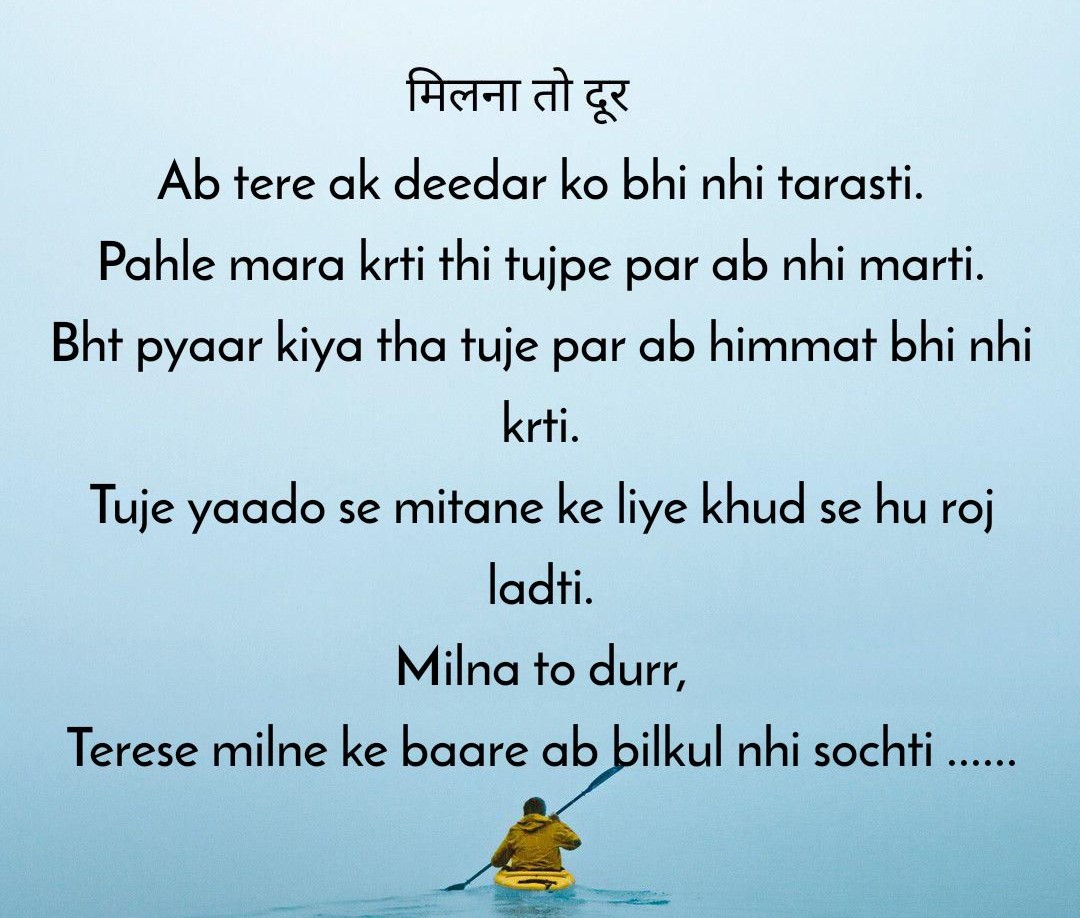 मिलना तो दूर
Ab tere ak deedar ko bhi nhi tarasti.
Pahle mara krti thi tujpe par ab nhi marti.
Bht pyaar kiya tha tuje par ab himmat bhi nhi
krti.
Tuje yaado se mitane ke liye khud se hu roj
ladti.
Milna to durr,
Terese milne ke baare ab bilkul nhi sochti ......